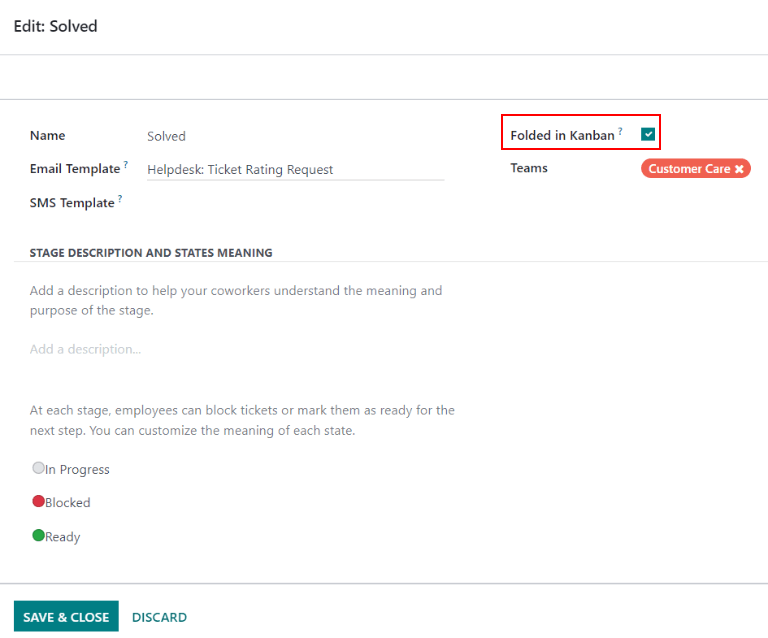 Edit: Solved
Name
Solved
Folded in Kanban ?
Email Template ?
Helpdesk: Ticket Rating Request
Teams
Customer Care ✖
SMS Template ?
STAGE DESCRIPTION AND STATES MEANING
Add a description to help your coworkers understand the meaning and
purpose of the stage.
Add a description...
At each stage, employees can block tickets or mark them as ready for the
next step. You can customize the meaning of each state.
In Progress
Blocked
Ready
SAVE & CLOSE
DISCARD